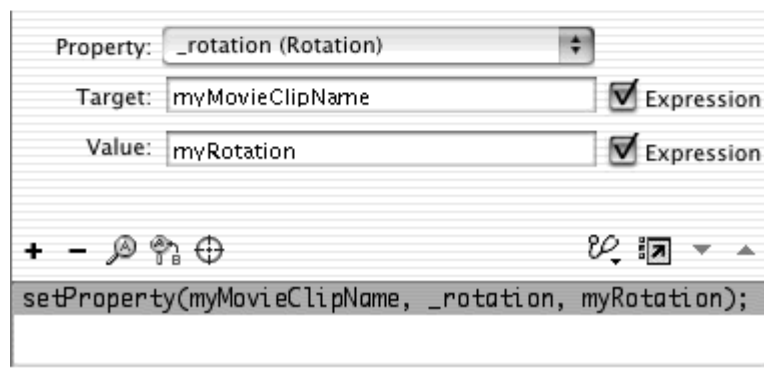 Property: _rotation (Rotation)
Target: myMovieClipName Expression
Value: myRotation Expression
setProperty(myMovieClipName, _rotation, myRotation);